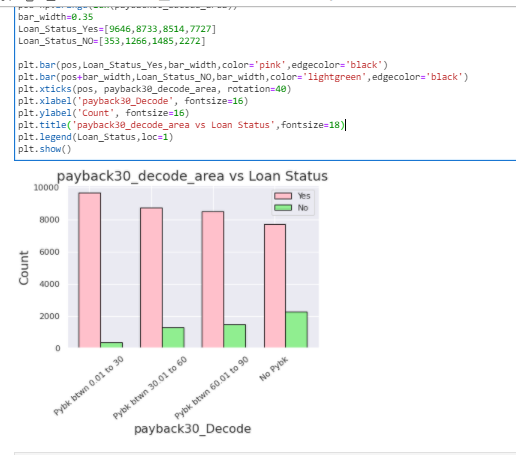 bar_width=0.35
Loan_Status_Yes=[9646,8733,8514,7727]
Loan_Status_NO=[353,1266,1485,2272]
plt.bar(pos,Loan_Status_Yes,bar_width,color='pink',edgecolor='black')
plt.bar(pos+bar_width,Loan_Status_NO,bar_width,color='lightgreen',edgecolor='black')
plt.xticks(pos, payback30_decode_area, rotation=40)
plt.xlabel('payback30_Decode', fontsize=16)
plt.ylabel('Count', fontsize=16)
plt.title('payback30_decode_area vs Loan Status',fontsize=18)
plt.legend(Loan_Status,loc=1)
plt.show()
payback30_decode_area vs Loan Status
10000
8000
6000
4000
2000
0
Count
Yes
No
Pybk btwn 0.01 to 30
Pybk btwn 30 01 to 60
Pybk btwn 60.01 to 90
No Pybk
payback30_Decode